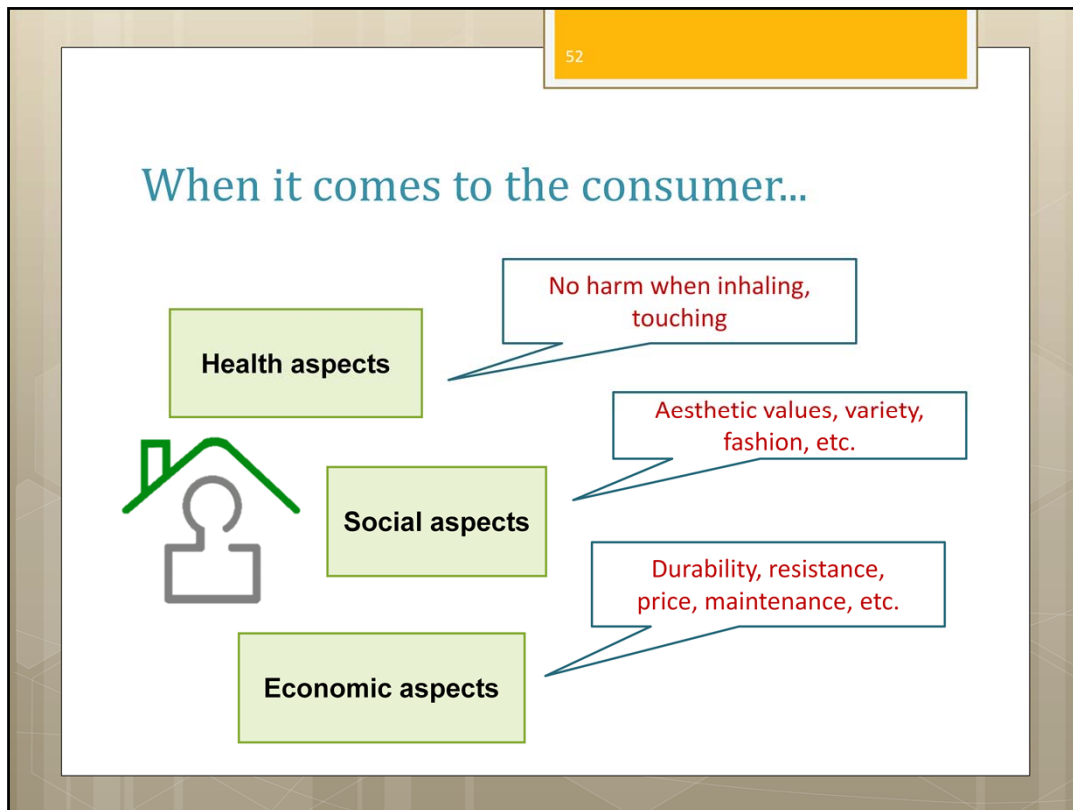 52
When it comes to the consumer...
No harm when inhaling,
touching
Health aspects
Aesthetic values, variety,
fashion, etc.
Social aspects
Durability, resistance,
price, maintenance, etc.
Economic aspects